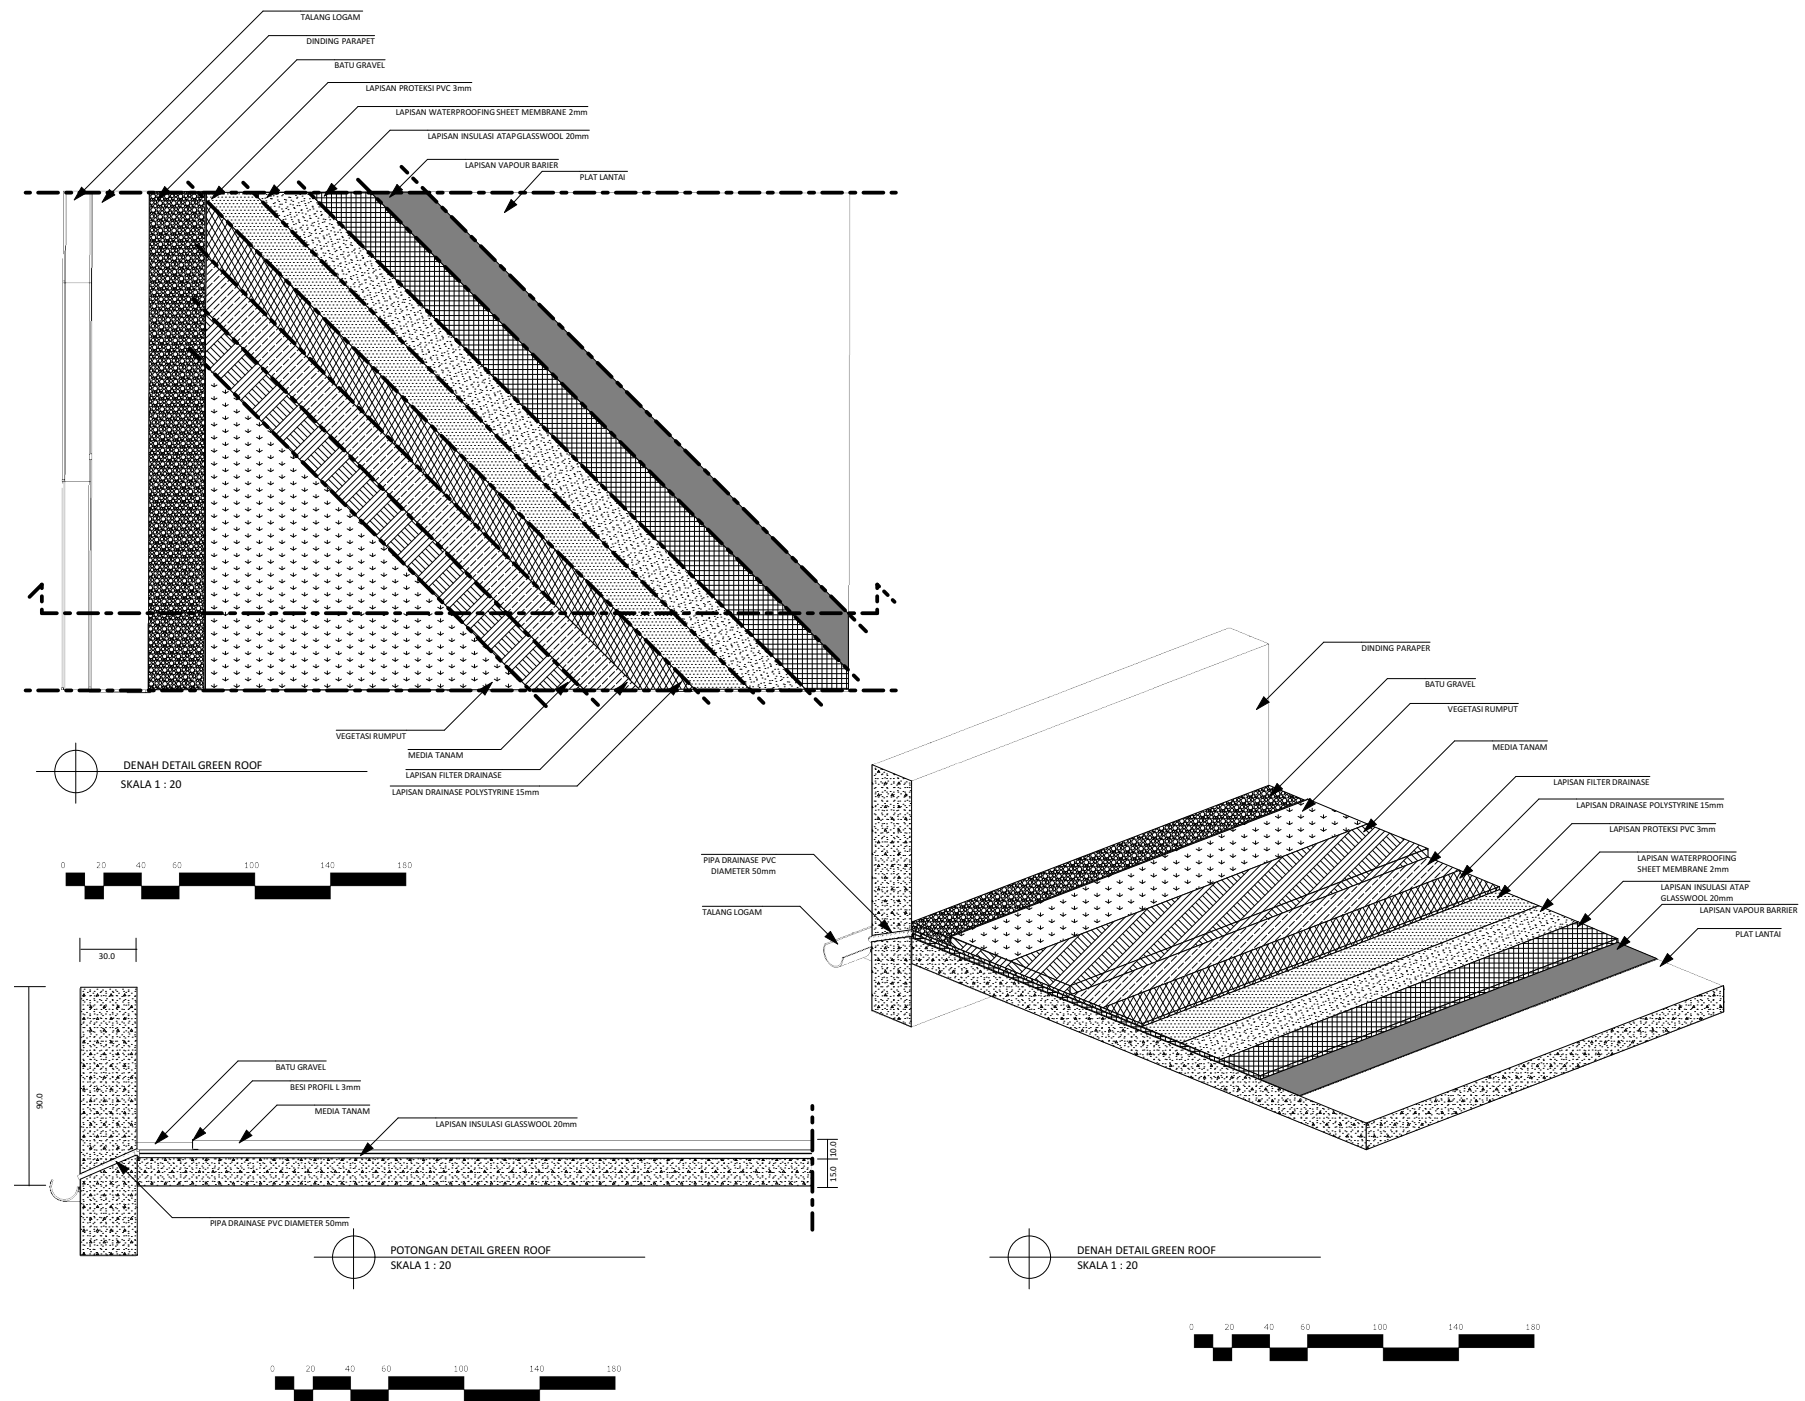 TALANG LOGAM
DINDING PARAPET
BATU GRAVEL
LAPISAN PROTEKSI PVC 3mm
LAPISAN WATERPROOFING SHEET MEMBRANE 2mm
LAPISAN INSULASI ATAP GLASSWOOL 20mm
LAPISAN VAPOUR BARIER
PLAT LANTAI
VEGETASI RUMPUT
MEDIA TANAM
LAPISAN FILTER DRAINASE
LAPISAN DRAINASE POLYSTYRINE 15mm
DENAH DETAIL GREEN ROOF
SKALA 1 : 20
0 20 40 60 100 140 180
DINDING PARAPER
BATU GRAVEL
VEGETASI RUMPUT
MEDIA TANAM
LAPISAN FILTER DRAINASE
LAPISAN DRAINASE POLYSTYRINE 15mm
LAPISAN PROTEKSI PVC 3mm
LAPISAN WATERPROOFING
SHEET MEMBRANE 2mm
LAPISAN INSULASI ATAP
GLASSWOOL 20mm
LAPISAN VAPOUR BARRIER
PLAT LANTAI
PIPA DRAINASE PVC
DIAMETER 50mm
TALANG LOGAM
DENAH DETAIL GREEN ROOF
SKALA 1 : 20
0 20 40 60 100 140 180
30.0
90.0
BATU GRAVEL
BESI PROFIL L 3mm
MEDIA TANAM
LAPISAN INSULASI GLASSWOOL 20mm
10.0
15.0
PIPA DRAINASE PVC DIAMETER 50mm
POTONGAN DETAIL GREEN ROOF
SKALA 1 : 20
0 20 40 60 100 140 180